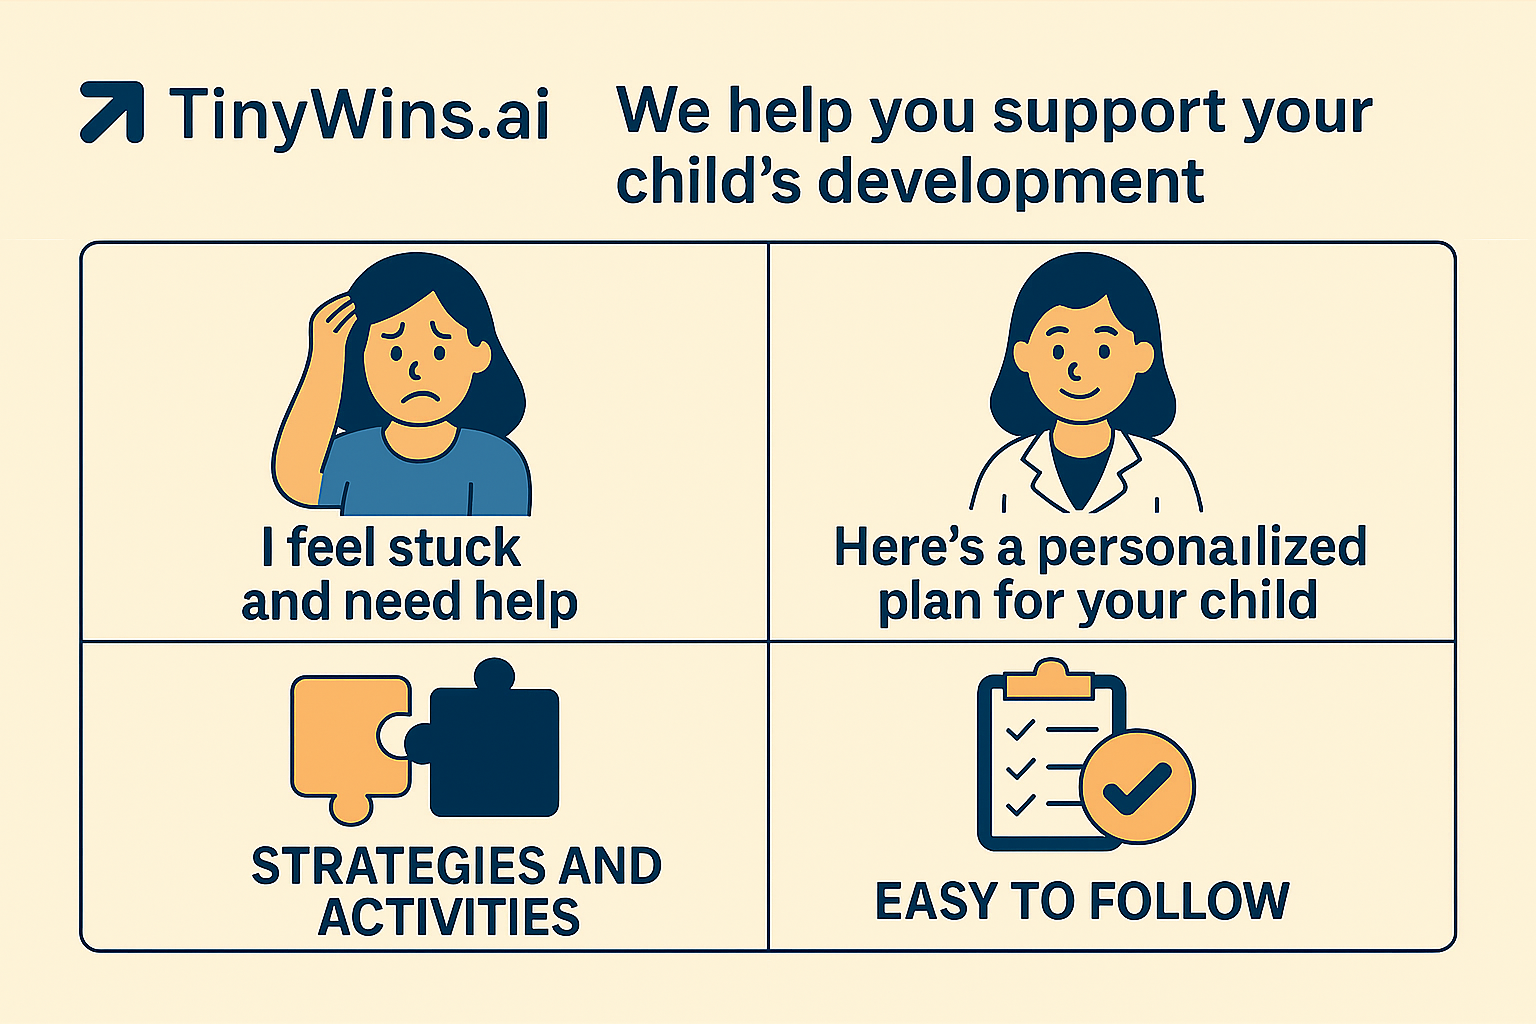 TinyWins.ai
We help you support your
child's development
I feel stuck
and need help
Here's a personaılized
plan for your child
STRATEGIES AND
ACTIVITIES
EASY TO FOLLOW